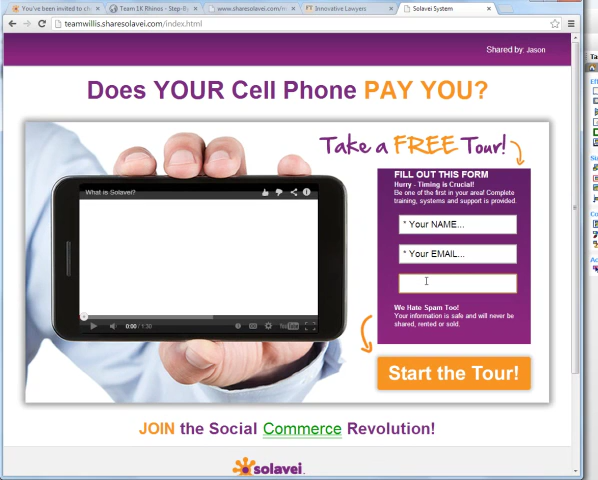 You've been invited to ch
Team 1K Rhinos - Step-B
www.sharesolavei.com/r
Innovative Lawyers
Solavei System
teamwillis.sharesolavei.com/index.html
Shared by: Jason
Does YOUR Cell Phone PAY YOU?
Take a FREE Tour!
What is Solavei?
FILL OUT THIS FORM
Hurry - Timing is Crucial!
Be one of the first in your area! Complete
training, systems and support is provided.
* Your NAME...
* Your EMAIL...
We Hate Spam Too!
Your information is safe and will never be
shared, rented or sold.
0:00 / 1:30
YouTube
Start the Tour!
JOIN the Social Commerce Revolution!
solavei